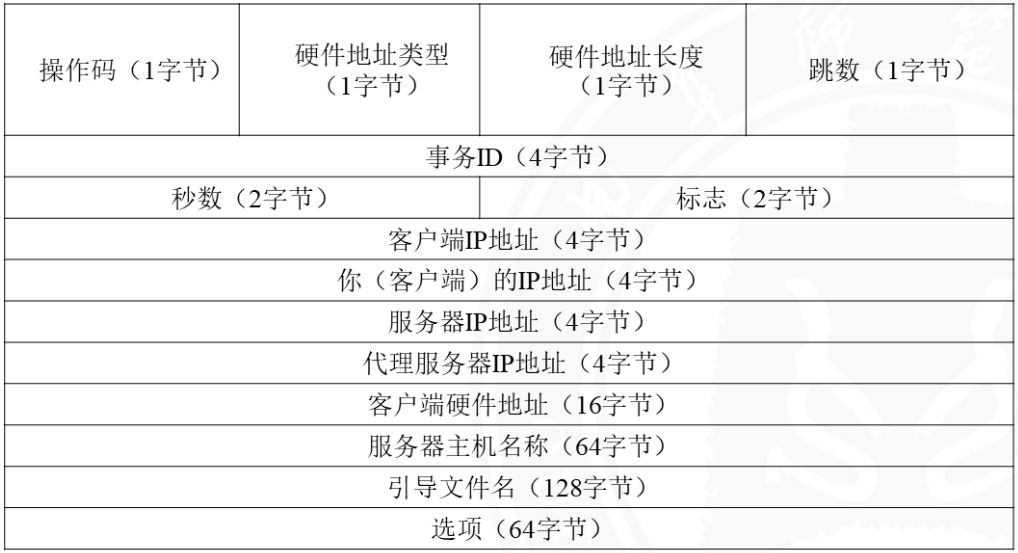 操作码（1字节）
硬件地址类型
（1字节）
硬件地址长度
（1字节）
跳数（1字节）
事务ID（4字节）
秒数（2字节）
标志（2字节）
客户端IP地址（4字节）
你（客户端）的IP地址（4字节）
服务器IP地址（4字节）
代理服务器IP地址（4字节）
客户端硬件地址（16字节）
服务器主机名称（64字节）
引导文件名（128字节）
选项（64字节）